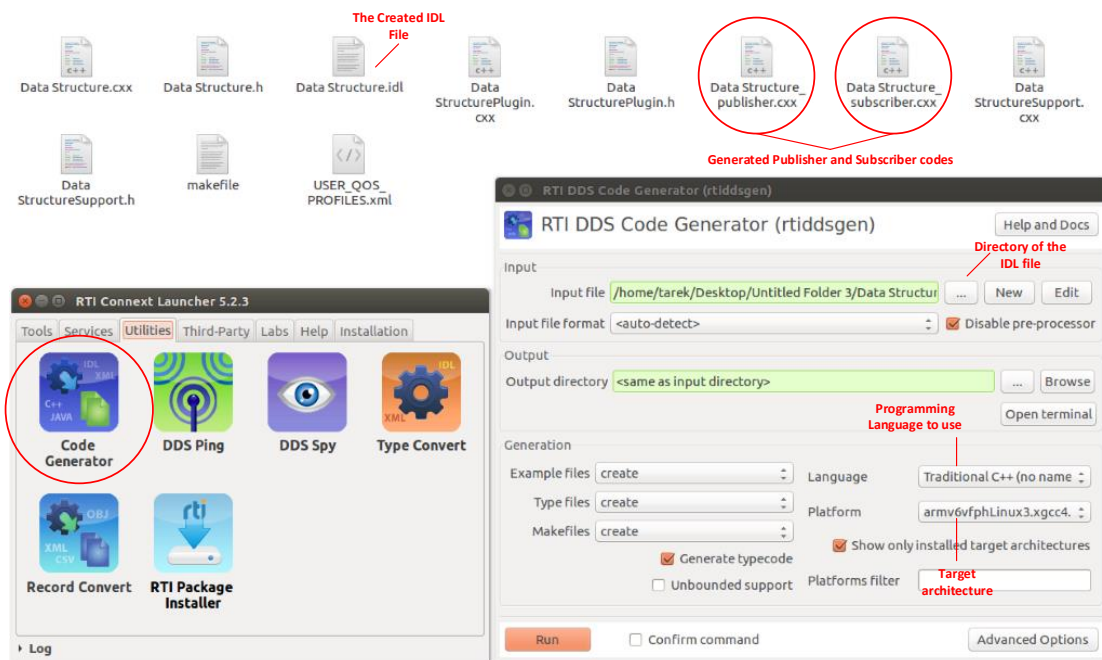 The Created IDL
File
Data Structure.cxx
Data Structure.h
Data Structure.idl
Data
StructurePlugin.
cxx
Data
StructurePlugin.h
Data Structure_
publisher.cxx
Data Structure_
subscriber.cxx
Data
StructureSupport.
cxx
Generated Publisher and Subscriber codes
Data
StructureSupport.h
makefile
USER_QOS_
PROFILES.xml
RTI DDS Code Generator (rtiddsgen)
RTI DDS Code Generator (rtiddsgen)
Help and Docs
Directory of the
IDL file
Input
Input file /home/tarek/Desktop/Untitled Folder 3/Data Structur ... New Edit
Input file format <auto-detect> Disable pre-processor
Output
Output directory <same as input directory> ... Browse
Open terminal
Programming
Language to use
Generation
Example files create
Language Traditional C++ (no name
Type files create
Platform armv6vfphLinux3.xgcc4.
Makefiles create
Show only installed target architectures
Generate typecode
Target
architecture
Unbounded support
Platforms filter
Run
Confirm command
Advanced Options
RTI Connext Launcher 5.2.3
Tools Services Utilities Third-Party Labs Help Installation
IDL
XML
C++
JAVA
Code
Generator
DDS Ping
DDS Spy
IDL
XML
Type Convert
OBJ
XML
CSV
Record Convert
rti
RTI Package
Installer
Log